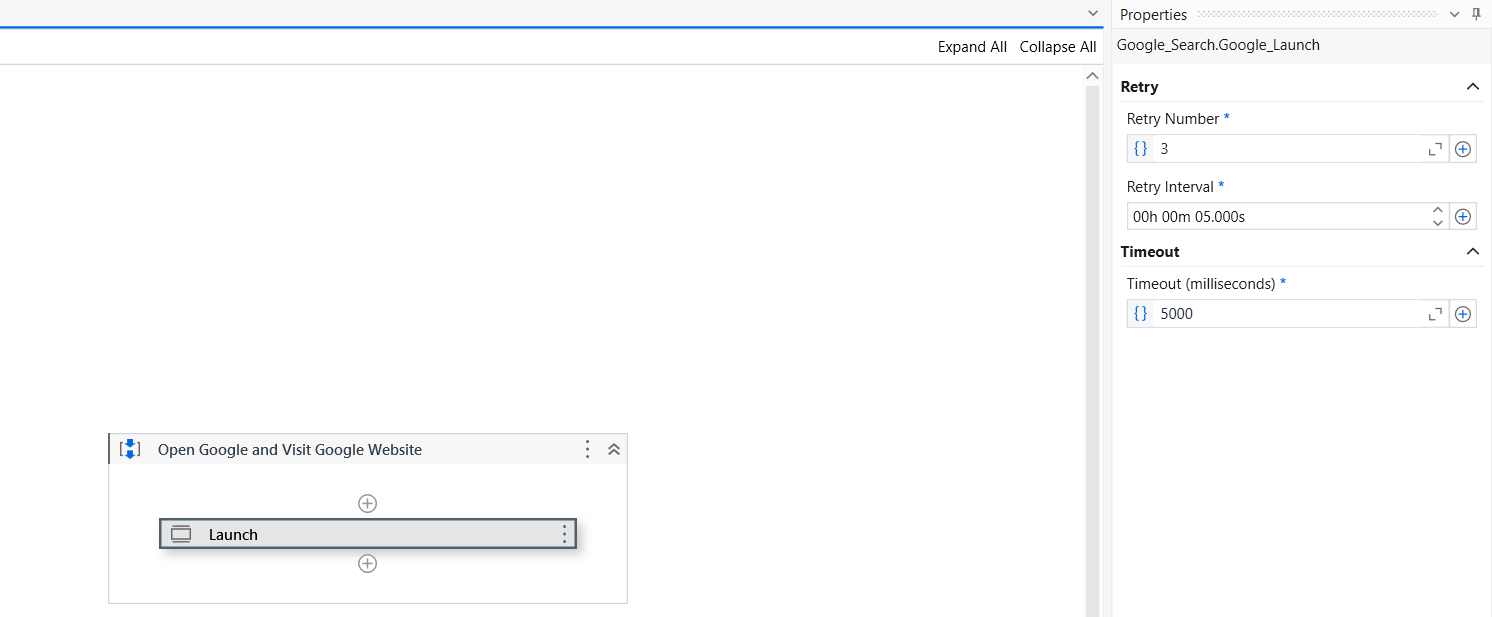 Expand All Collapse All
Open Google and Visit Google Website
Launch
Properties
Google_Search.Google_Launch
Retry
Retry Number *
{} 3
Retry Interval *
00h 00m 05.000s
Timeout
Timeout (milliseconds) *
{} 5000